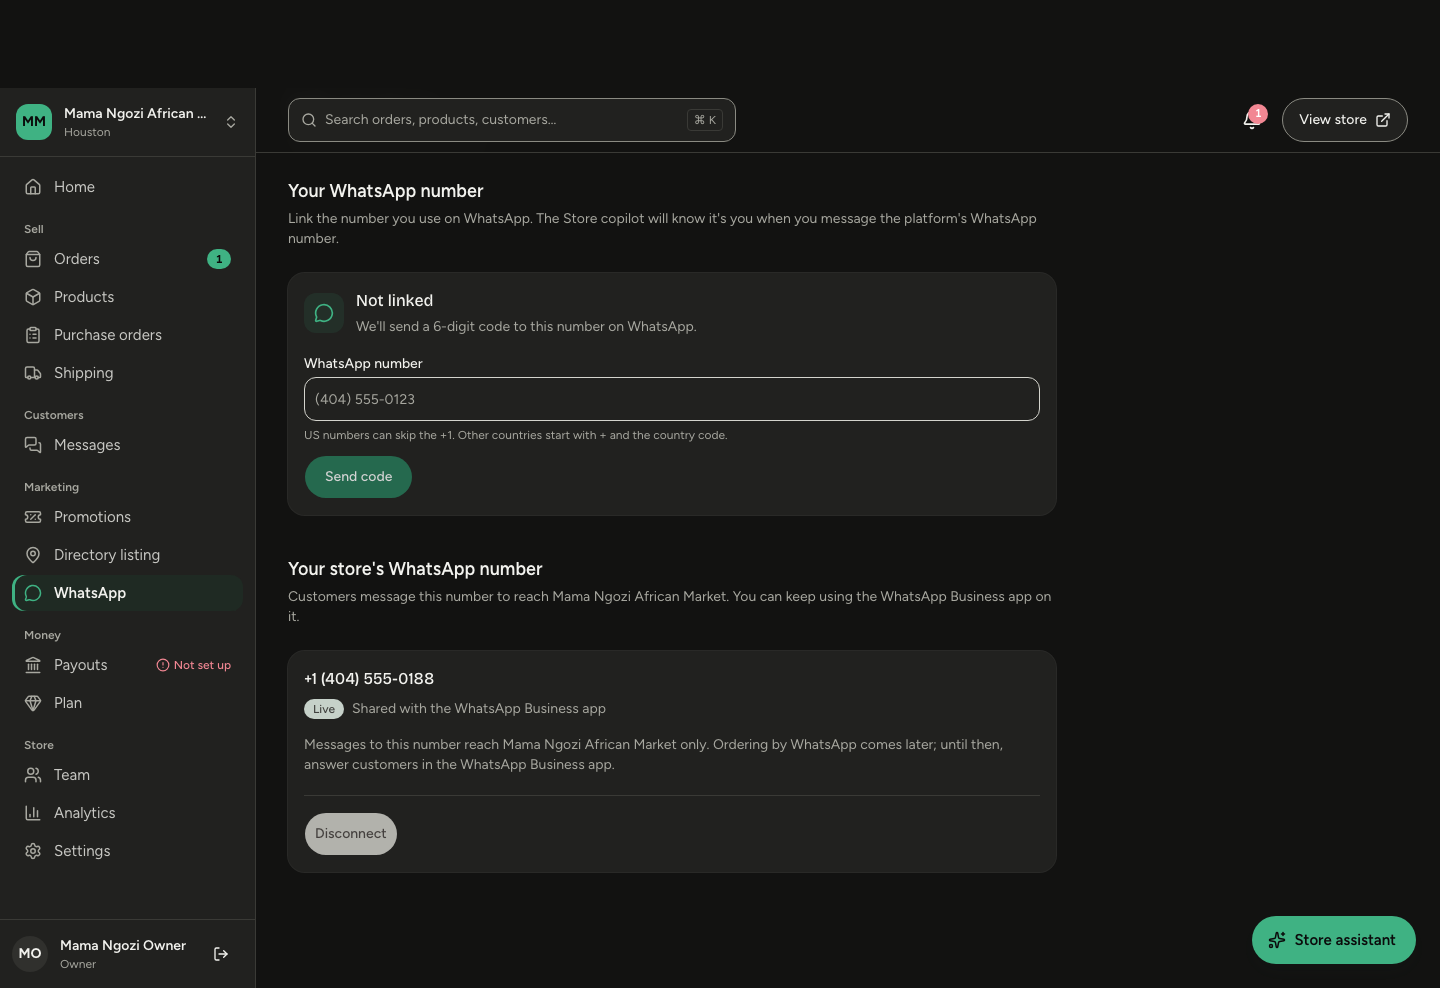 MM
Mama Ngozi African ...
Houston
Search orders, products, customers...
⌘ K
1
View store
Home
Sell
Orders
1
Products
Purchase orders
Shipping
Customers
Messages
Marketing
Promotions
Directory listing
WhatsApp
Money
Payouts
Not set up
Plan
Store
Team
Analytics
Settings
MO
Mama Ngozi Owner
Owner
Your WhatsApp number
Link the number you use on WhatsApp. The Store copilot will know it's you when you message the platform's WhatsApp
number.
Not linked
We'll send a 6-digit code to this number on WhatsApp.
WhatsApp number
(404) 555-0123
US numbers can skip the +1. Other countries start with + and the country code.
Send code
Your store's WhatsApp number
Customers message this number to reach Mama Ngozi African Market. You can keep using the WhatsApp Business app on
it.
+1 (404) 555-0188
Live
Shared with the WhatsApp Business app
Messages to this number reach Mama Ngozi African Market only. Ordering by WhatsApp comes later; until then,
answer customers in the WhatsApp Business app.
Disconnect
Store assistant